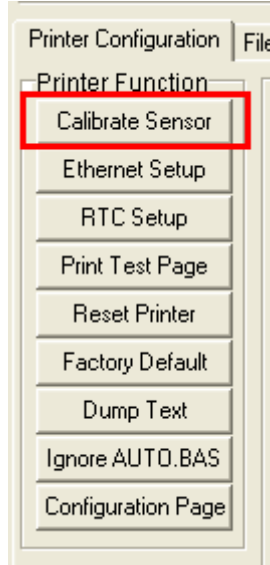 Printer Configuration File
Printer Function
Calibrate Sensor
Ethernet Setup
RTC Setup
Print Test Page
Reset Printer
Factory Default
Dump Text
Ignore AUTO.BAS
Configuration Page